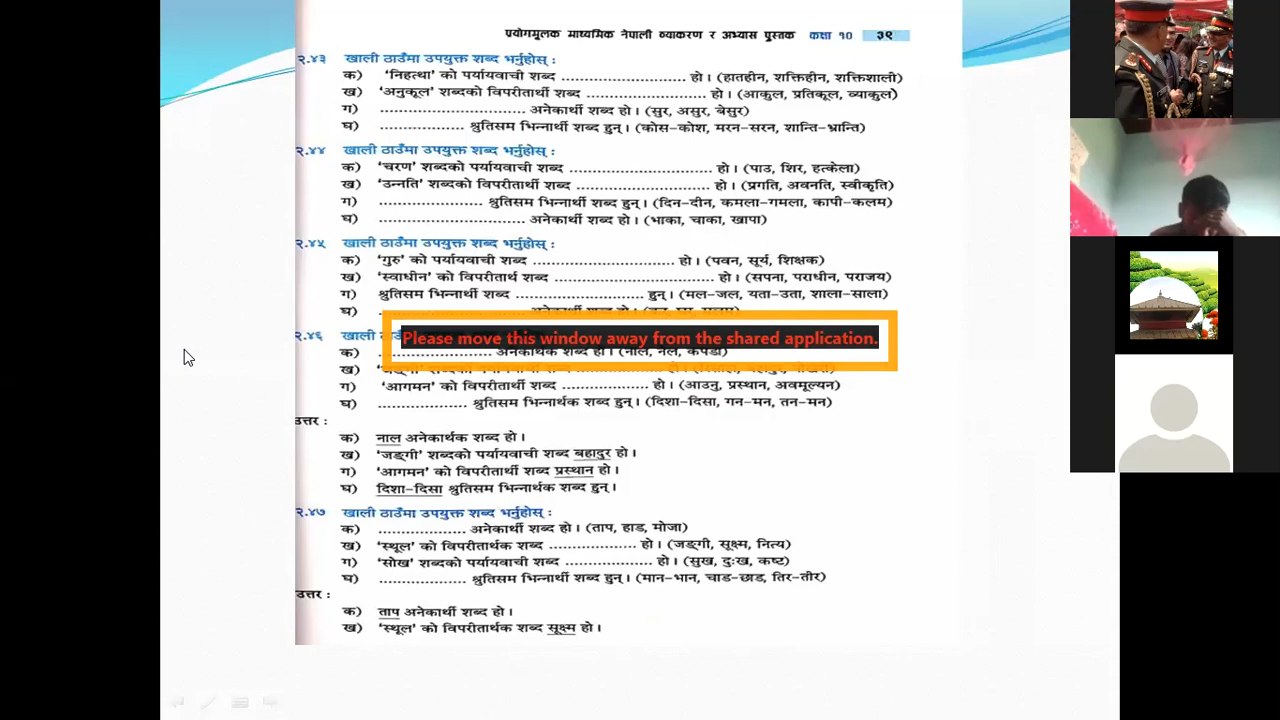 प्रयोगमूलक माध्यमिक नेपाली व्याकरण र अभ्यास पुस्तक कक्षा १० ३९
२.४३ खाली ठाउँमा उपयुक्त शब्द भर्नुहोस् :
क) 'निहत्था' को पर्यायवाची शब्द .............................. हो। (हातहीन, शक्तिहीन, शक्तिशाली)
ख) 'अनुकूल' शब्दको विपरीतार्थी शब्द ............................. हो। (आकुल, प्रतिकूल, व्याकुल)
ग) ................................... अनेकार्थी शब्द हो। (सुर, असुर, बेसुर)
घ) .................... श्रुतिसम भिन्नार्थी शब्द हुन्। (कोस-कोश, मरन-सरन, शान्ति-भ्रान्ति)
२.४४ खाली ठाउँमा उपयुक्त शब्द भर्नुहोस् :
क) 'चरण' शब्दको पर्यायवाची शब्द ................................... हो। (पाउ, शिर, हत्केला)
ख) 'उन्नति' शब्दको विपरीतार्थी शब्द ................................ हो। (प्रगति, अवनति, स्वीकृति)
ग) ......................... श्रुतिसम भिन्नार्थी शब्द हुन्। (दिन-दीन, कमला-गमला, कापी-कलम)
घ) ................................... अनेकार्थी शब्द हो। (भाका, चाका, खापा)
२.४५ खाली ठाउँमा उपयुक्त शब्द भर्नुहोस् :
क) 'गुरु' को पर्यायवाची शब्द ................................... हो। (पवन, सूर्य, शिक्षक)
ख) 'स्वाधीन' को विपरीतार्थ शब्द ....................................... हो। (सपना, पराधीन, पराजय)
ग) श्रुतिसम भिन्नार्थी शब्द ............................... हुन्। (मल-जल, यता-उता, शाला-साला)
घ) ................................... अनेकार्थी शब्द हो।
२.४६ खाली
Please move this window away from the shared application.
क) ......................... अनेकार्थक शब्द हो। (नाल, नल, कपडा)
ख) 'जङ्गी' शब्दको पर्यायवाची शब्द .......................... हो।
ग) 'आगमन' को विपरीतार्थी शब्द ..................... हो। (आउनु, प्रस्थान, अवमूल्यन)
घ) ..................... श्रुतिसम भिन्नार्थक शब्द हुन्। (दिशा-दिसा, गन-मन, तन-मन)
उत्तर :
क) नाल अनेकार्थक शब्द हो।
ख) 'जङ्गी' शब्दको पर्यायवाची शब्द बहादुर हो।
ग) 'आगमन' को विपरीतार्थी शब्द प्रस्थान हो।
घ) दिशा-दिसा श्रुतिसम भिन्नार्थक शब्द हुन्।
२.४७ खाली ठाउँमा उपयुक्त शब्द भर्नुहोस् :
क) ..................... अनेकार्थी शब्द हो। (ताप, हाड, मोजा)
ख) 'स्थूल' को विपरीतार्थक शब्द ..................... हो। (जङ्गी, सूक्ष्म, नित्य)
ग) 'सोख' शब्दको पर्यायवाची शब्द ..................... हो। (सुख, दुःख, कष्ट)
घ) ..................... श्रुतिसम भिन्नार्थी शब्द हुन्। (मान-भान, चाड-छाड, तिर-तीर)
उत्तर :
क) ताप अनेकार्थी शब्द हो।
ख) 'स्थूल' को विपरीतार्थक शब्द सूक्ष्म हो।